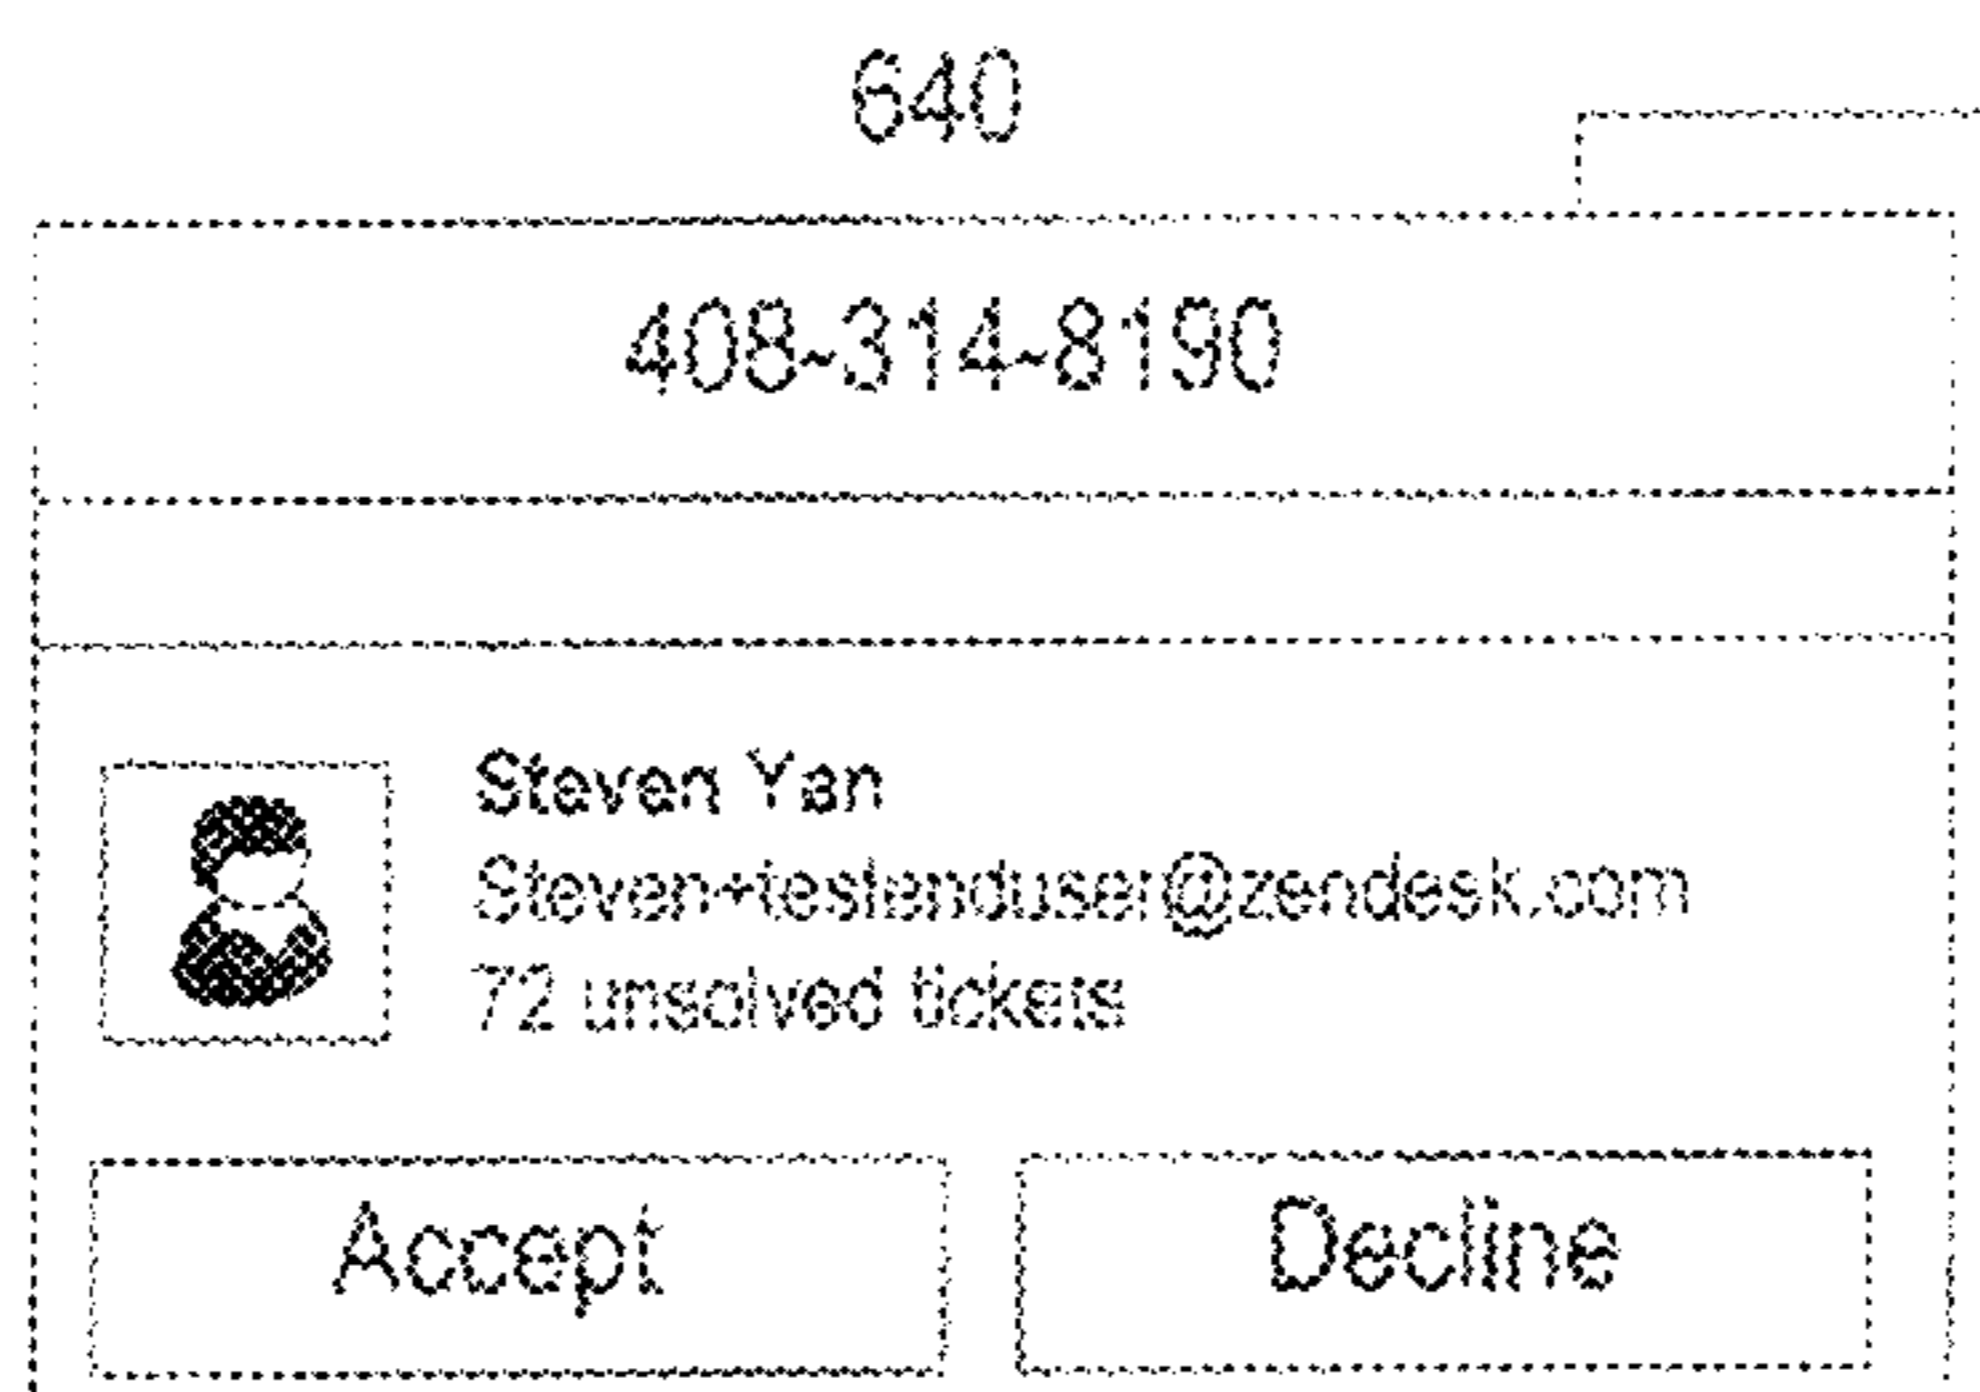 640
408-314-8190
Steven Yan
Steven+testenduser@zendesk.com
72 unsolved tickets
Accept
Decline